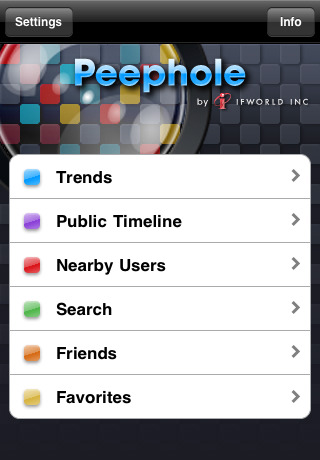 Settings
Info
Peephole
by IFWORLD INC
Trends
Public Timeline
Nearby Users
Search
Friends
Favorites